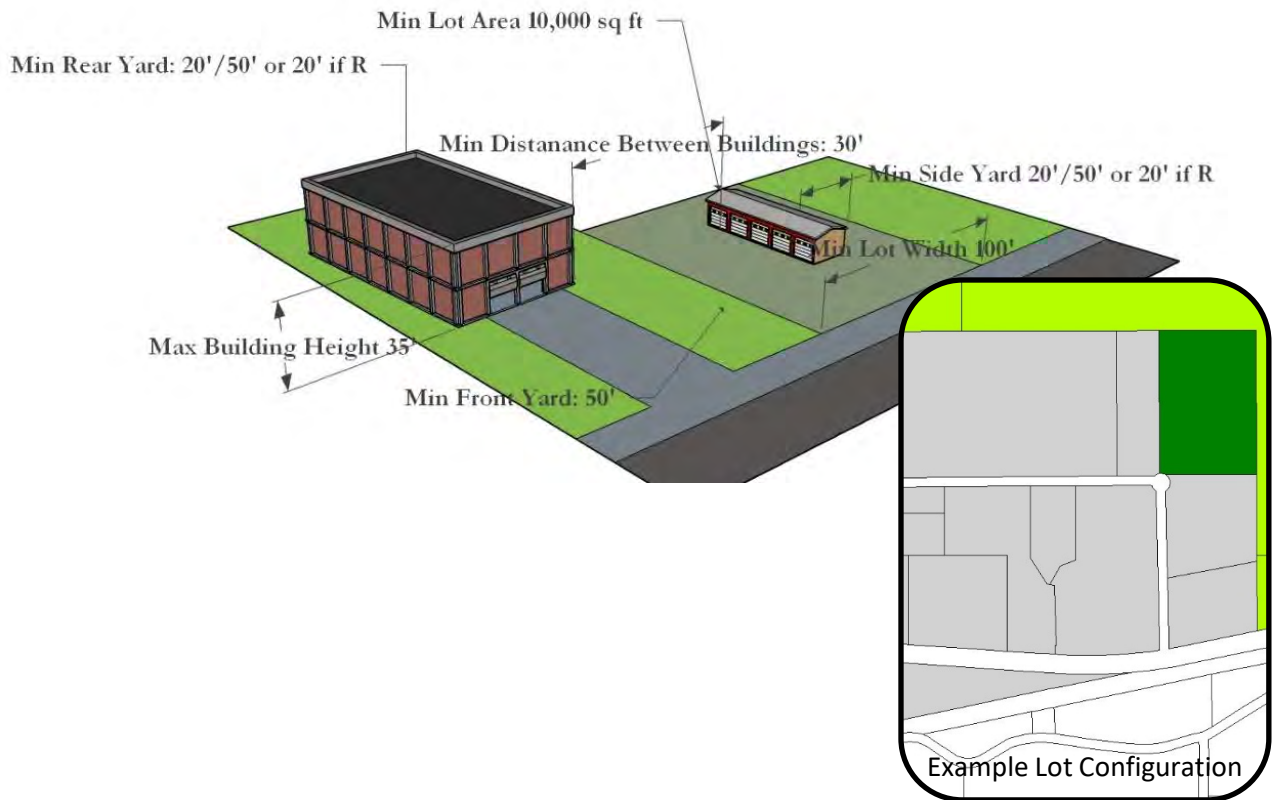 Min Lot Area 10,000 sq ft
Min Rear Yard: 20'/50' or 20' if R
Min Distanance Between Buildings: 30'
Min Side Yard 20'/50' or 20' if R
Min Lot Width 100'
Max Building Height 35'
Min Front Yard: 50'
Example Lot Configuration